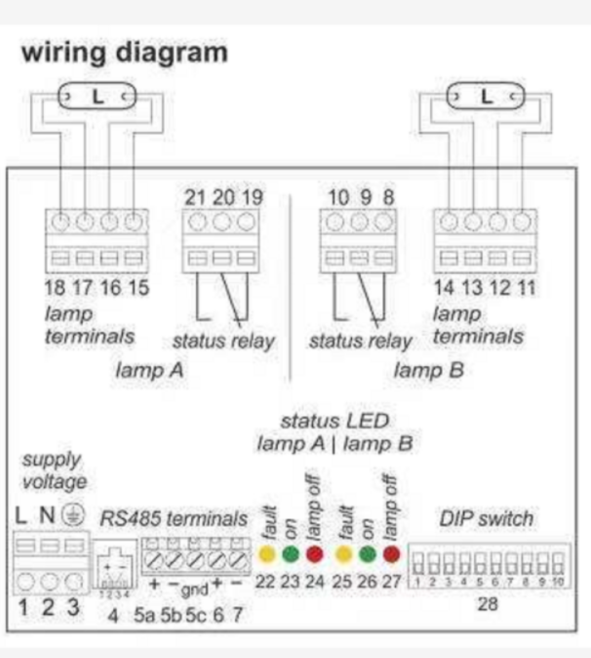 wiring diagram
L L
21 20 19 10 9 8
18 17 16 15 14 13 12 11
lamp
terminals
status relay
status relay
lamp
terminals
lamp A
lamp B
status LED
lamp A | lamp B
supply
voltage
L N
RS485 terminals
fault
on
lamp off
fault
on
lamp off
DIP switch
+ -
1 2 3 4
+ - gnd + -
1 2 3 4 5 6 7 8 9 10
22 23 24 25 26 27
1 2 3 4 5a 5b 5c 6 7
28